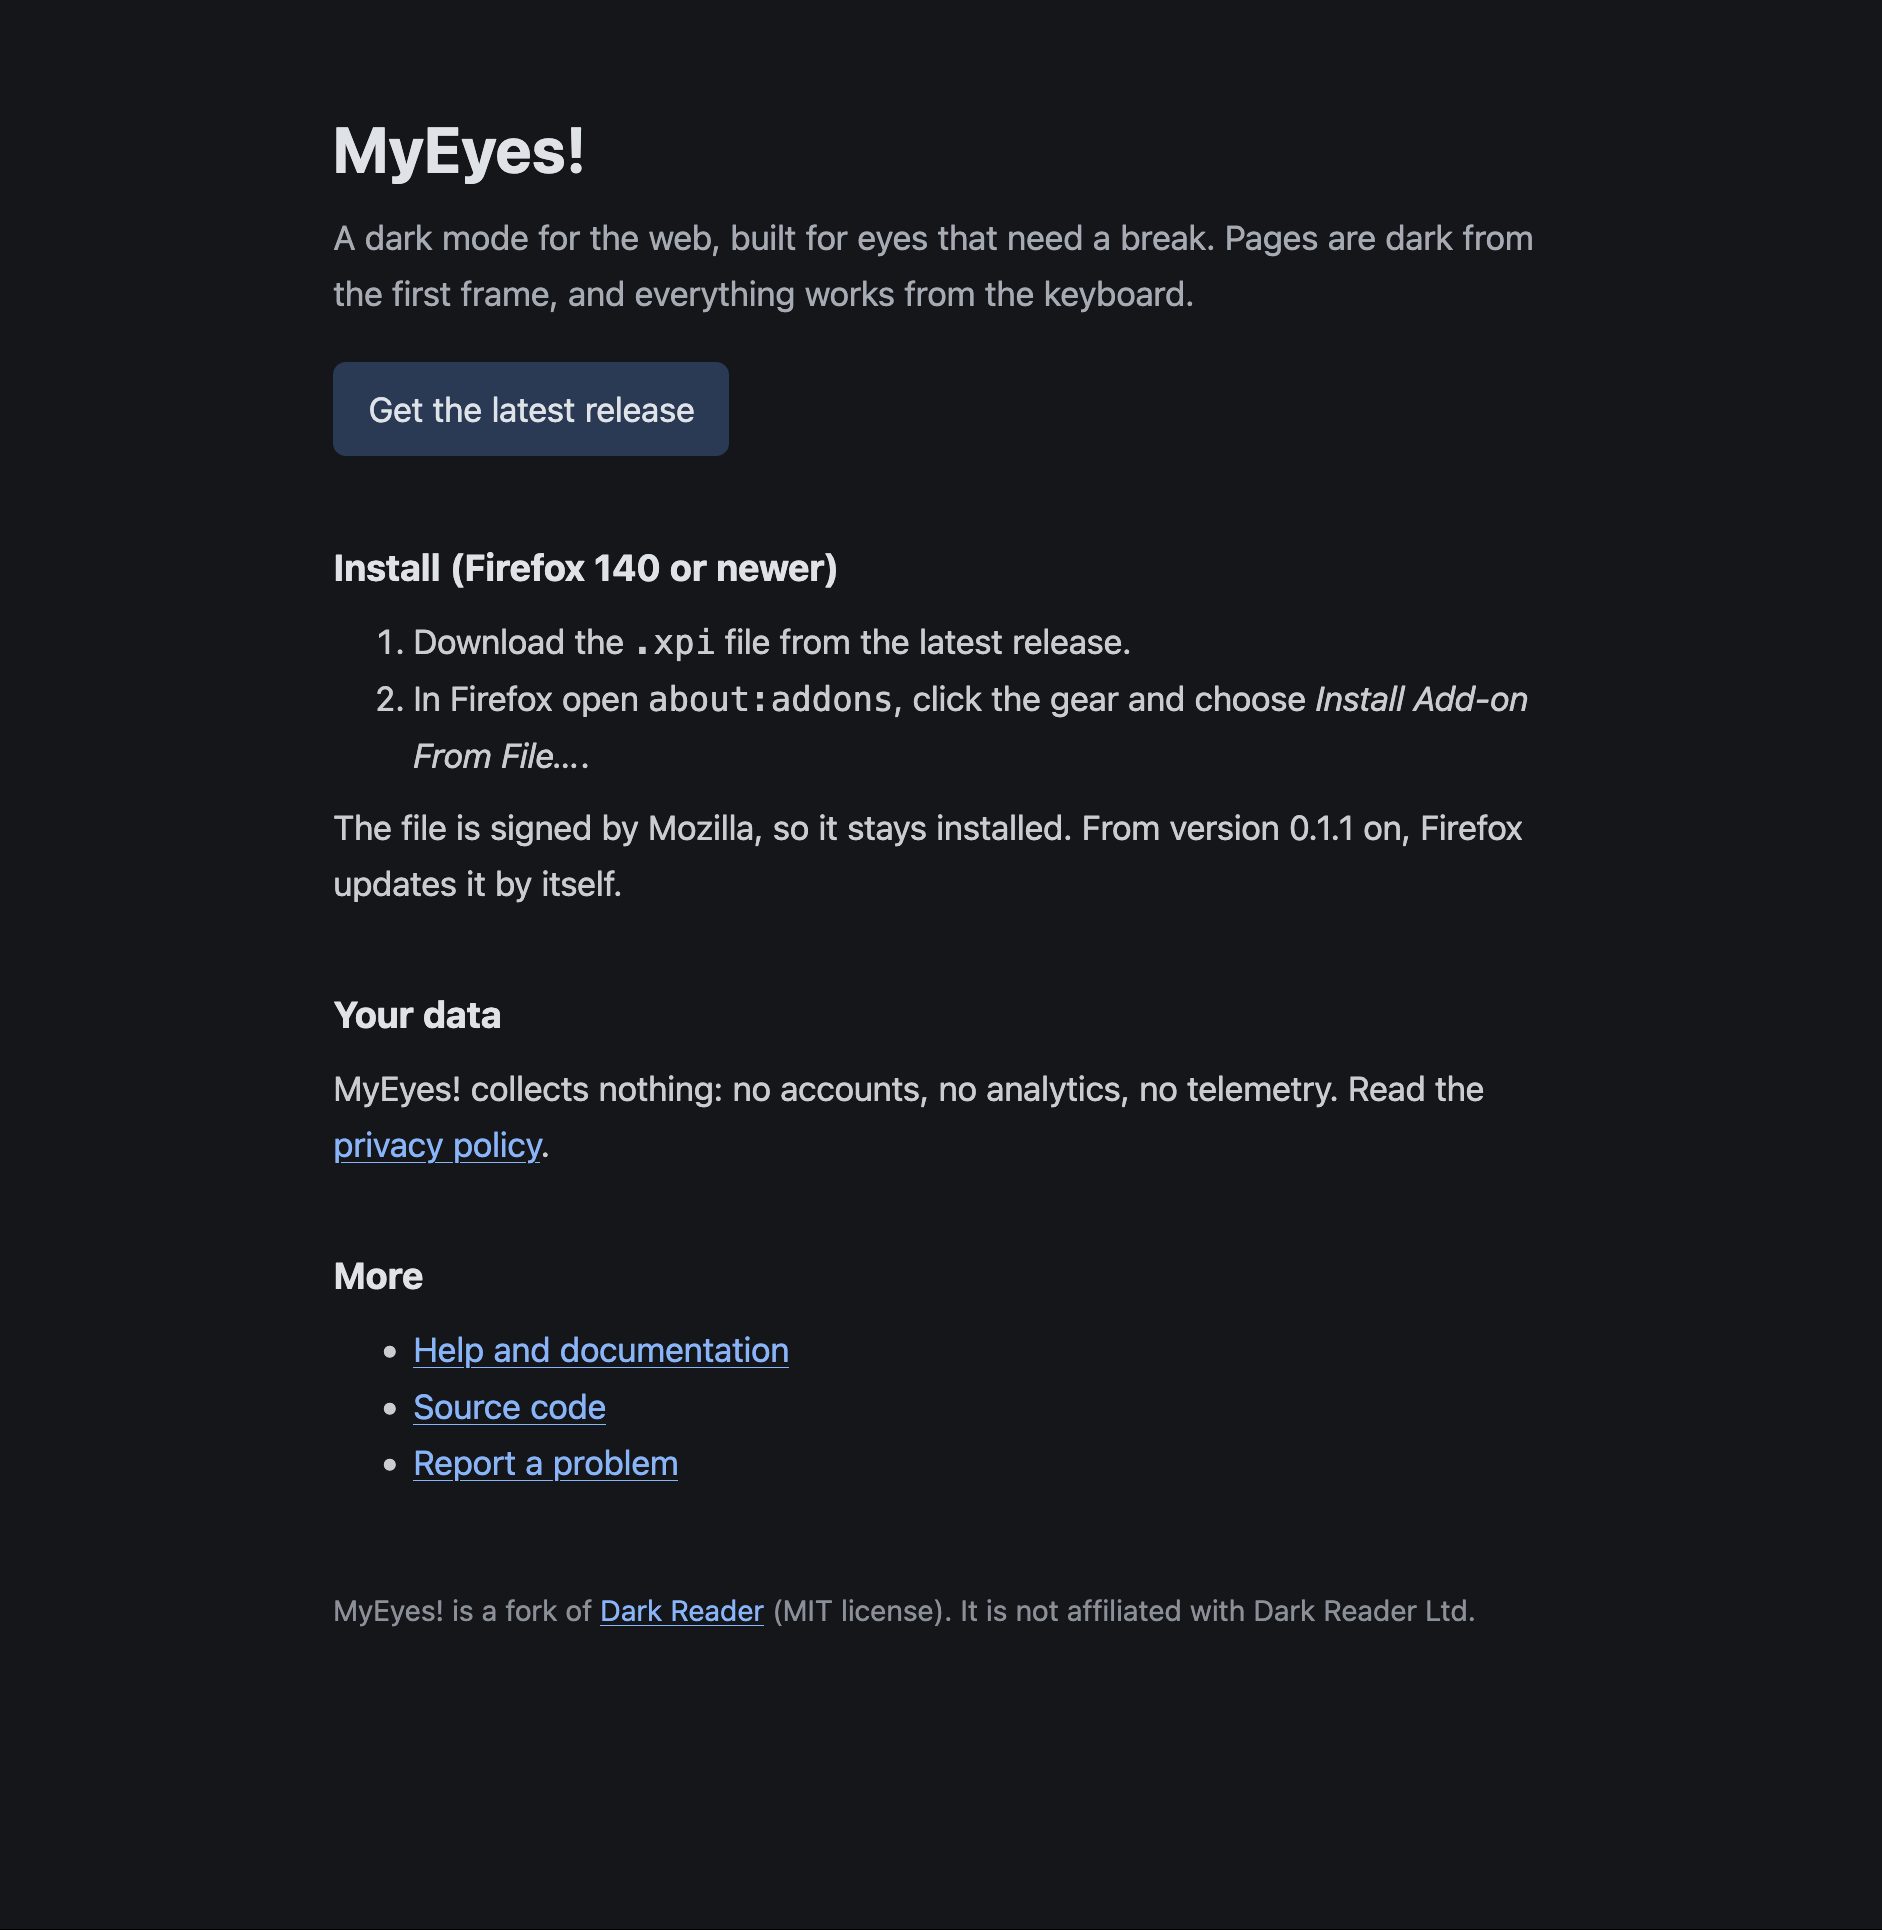 MyEyes!
A dark mode for the web, built for eyes that need a break. Pages are dark from
the first frame, and everything works from the keyboard.
Get the latest release
Install (Firefox 140 or newer)
1. Download the .xpi file from the latest release.
2. In Firefox open about:addons, click the gear and choose Install Add-on
From File….
The file is signed by Mozilla, so it stays installed. From version 0.1.1 on, Firefox
updates it by itself.
Your data
MyEyes! collects nothing: no accounts, no analytics, no telemetry. Read the
privacy policy.
More
• Help and documentation
• Source code
• Report a problem
MyEyes! is a fork of Dark Reader (MIT license). It is not affiliated with Dark Reader Ltd.